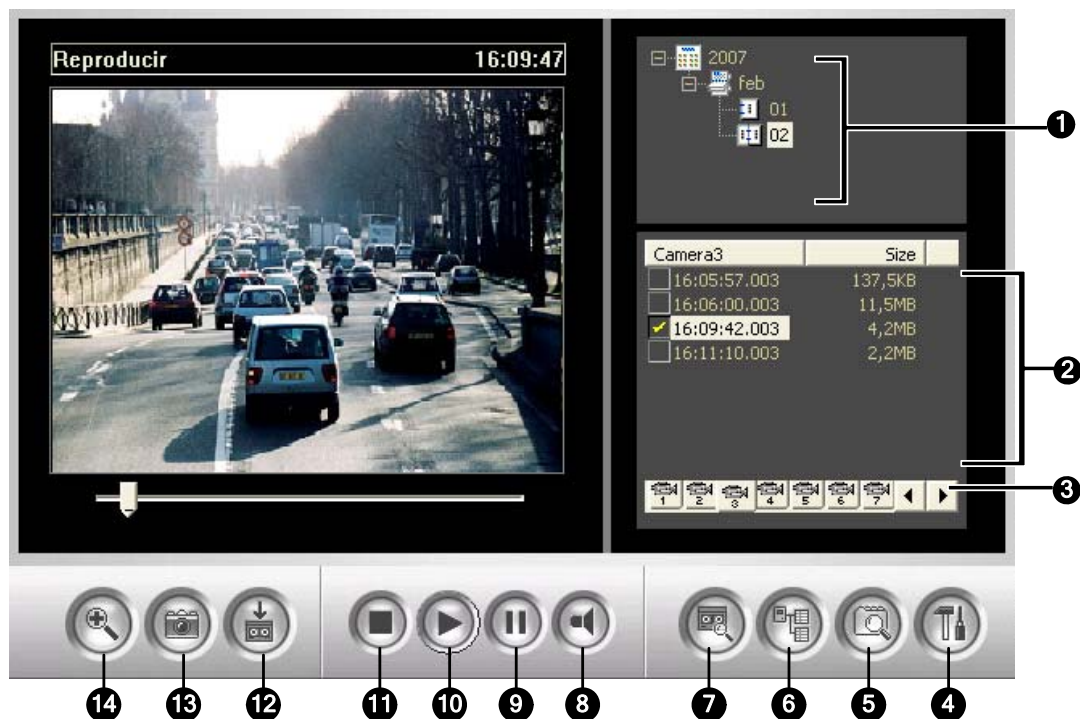 Reproducir 16:09:47
2007
feb
01
02
1
Camera3 Size
16:05:57.003 137,5KB
16:06:00.003 11,5MB
16:09:42.003 4,2MB
16:11:10.003 2,2MB
2
1 2 3 4 5 6 7
3
14 13 12 11 10 9 8 7 6 5 4